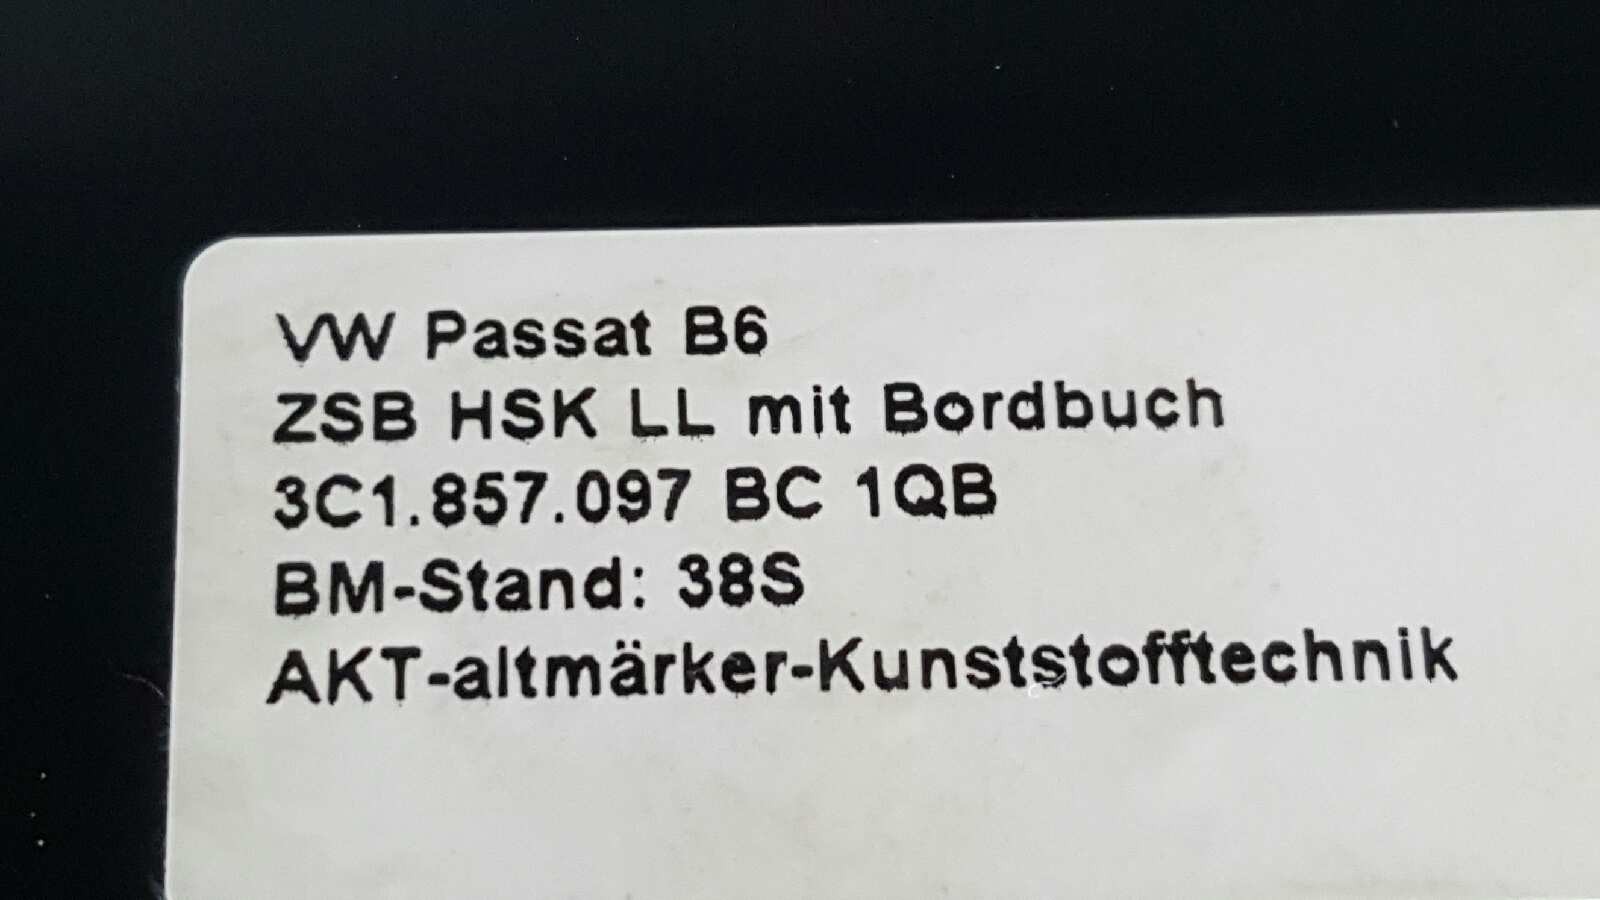 VW Passat B6
ZSB HSK LL mit Bordbuch
3C1.857.097 BC 1QB
BM-Stand: 38S
AKT-altmärker-Kunststofftechnik